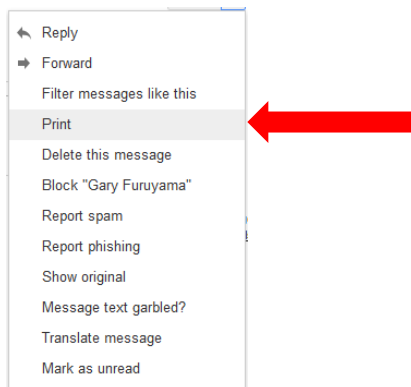 Reply
Forward
Filter messages like this
Print
Delete this message
Block "Gary Furuyama"
Report spam
Report phishing
Show original
Message text garbled?
Translate message
Mark as unread